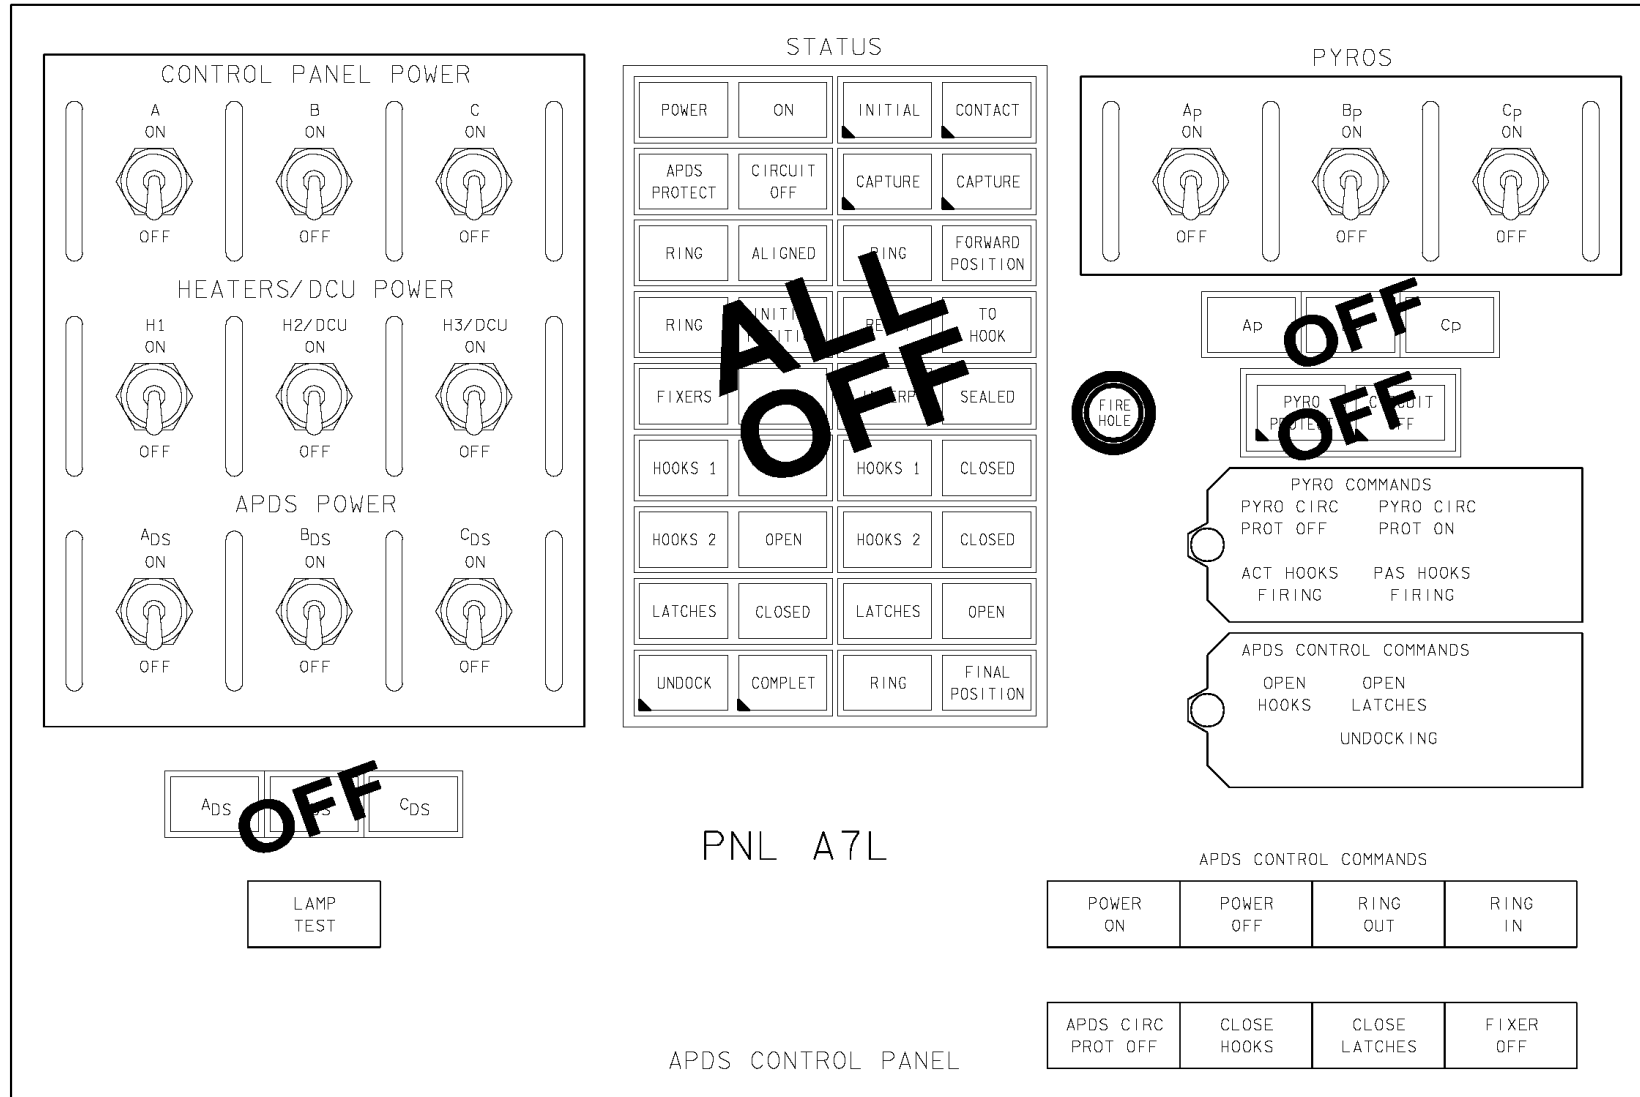 CONTROL PANEL POWER
A B C
ON ON ON
OFF OFF OFF
HEATERS/DCU POWER
H1 H2/DCU H3/DCU
ON ON ON
OFF OFF OFF
APDS POWER
ADS BDS CDS
ON ON ON
OFF OFF OFF
ADS CDS
OFF
LAMP
TEST
STATUS
POWER ON INITIAL CONTACT
APDS CIRCUIT CAPTURE CAPTURE
PROTECT OFF
RING ALIGNED RING FORWARD
POSITION
RING TO
HOOK
FIXERS SEALED
HOOKS 1 HOOKS 1 CLOSED
HOOKS 2 OPEN HOOKS 2 CLOSED
LATCHES CLOSED LATCHES OPEN
UNDOCK COMPLET RING FINAL
POSITION
ALL
OFF
PNL A7L
APDS CONTROL PANEL
PYROS
AP BP CP
ON ON ON
OFF OFF OFF
AP CP
OFF
FIRE
HOLE
PYRO CIRCUIT
PROTECT OFF
OFF
PYRO COMMANDS
PYRO CIRC PYRO CIRC
PROT OFF PROT ON
ACT HOOKS PAS HOOKS
FIRING FIRING
APDS CONTROL COMMANDS
OPEN OPEN
HOOKS LATCHES
UNDOCKING
APDS CONTROL COMMANDS
POWER POWER RING RING
ON OFF OUT IN
APDS CIRC CLOSE CLOSE FIXER
PROT OFF HOOKS LATCHES OFF